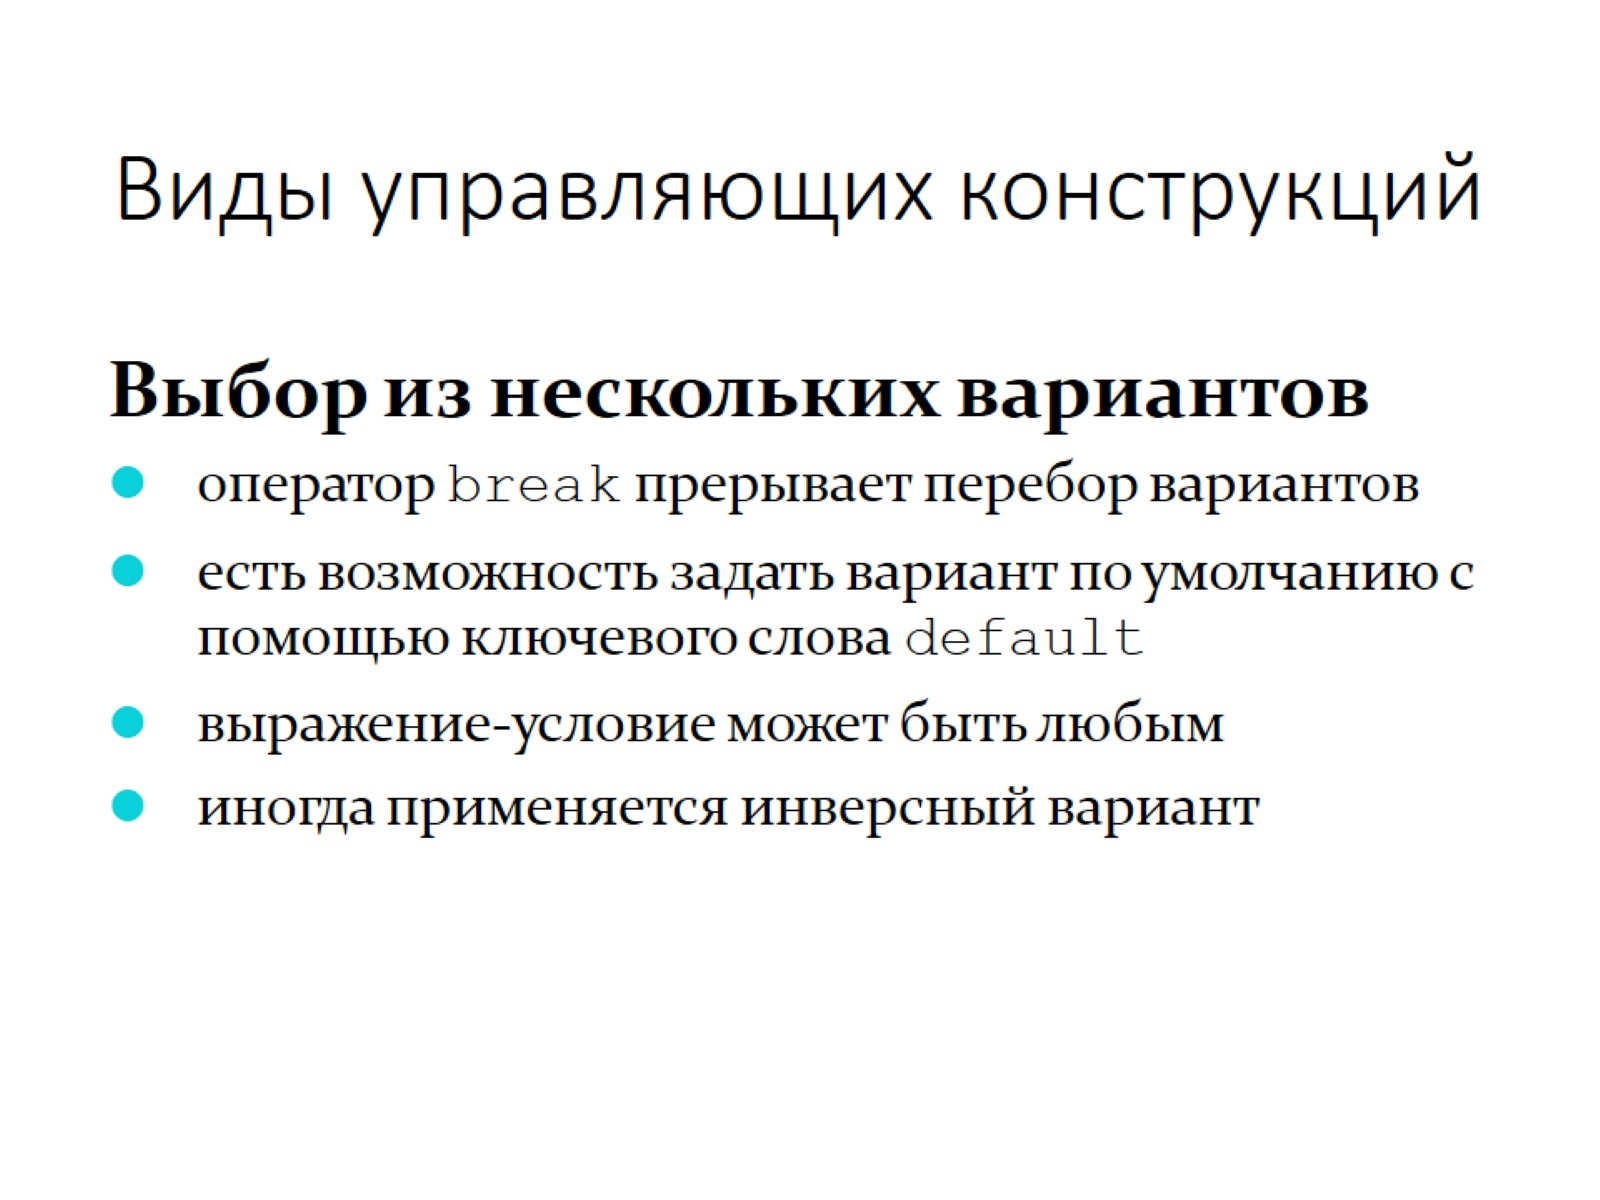 Виды управляющих конструкций
Выбор из нескольких вариантов
оператор break прерывает перебор вариантов
есть возможность задать вариант по умолчанию с
помощью ключевого слова default
выражение-условие может быть любым
иногда применяется инверсный вариант